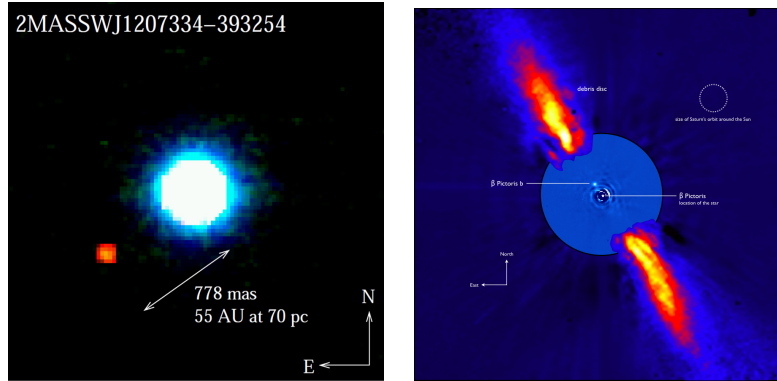 2MASSWJ1207334−393254
778 mas
55 AU at 70 pc
N
E
debris disc
size of Saturn's orbit around the Sun
β Pictoris b
β Pictoris
location of the star
North
East